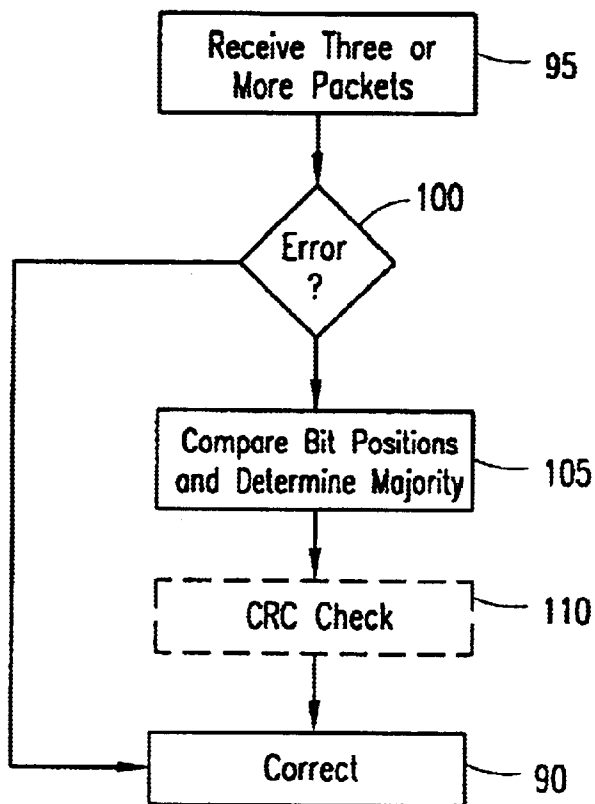 Receive Three or
More Packets
95
100
Error
?
Compare Bit Positions
and Determine Majority
105
CRC Check
110
Correct
90